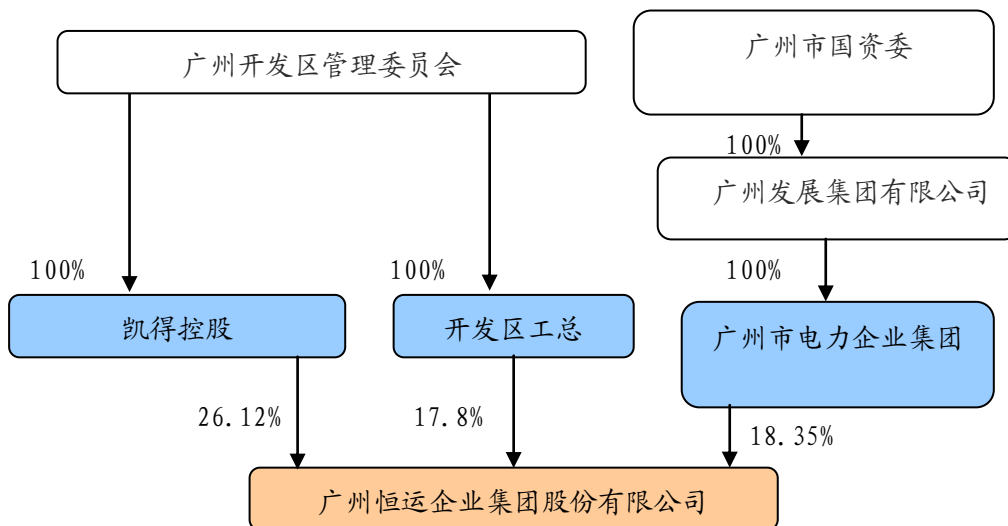 广州开发区管理委员会
广州市国资委
100%
广州发展集团有限公司
100%
100%
100%
凯得控股
开发区工总
广州市电力企业集团
26.12%
17.8%
18.35%
广州恒运企业集团股份有限公司